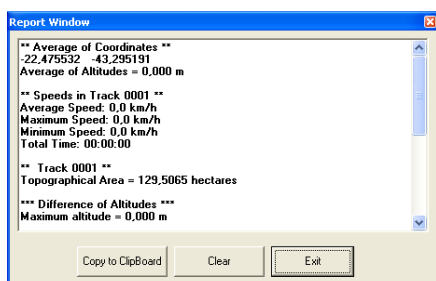 Report Window
** Average of Coordinates **
-22,475532 -43,295191
Average of Altitudes = 0,000 m
** Speeds in Track 0001 **
Average Speed: 0,0 km/h
Maximum Speed: 0,0 km/h
Minimum Speed: 0,0 km/h
Total Time: 00:00:00
** Track 0001 **
Topographical Area = 129,5065 hectares
*** Difference of Altitudes ***
Maximum altitude = 0,000 m
Copy to ClipBoard Clear Exit